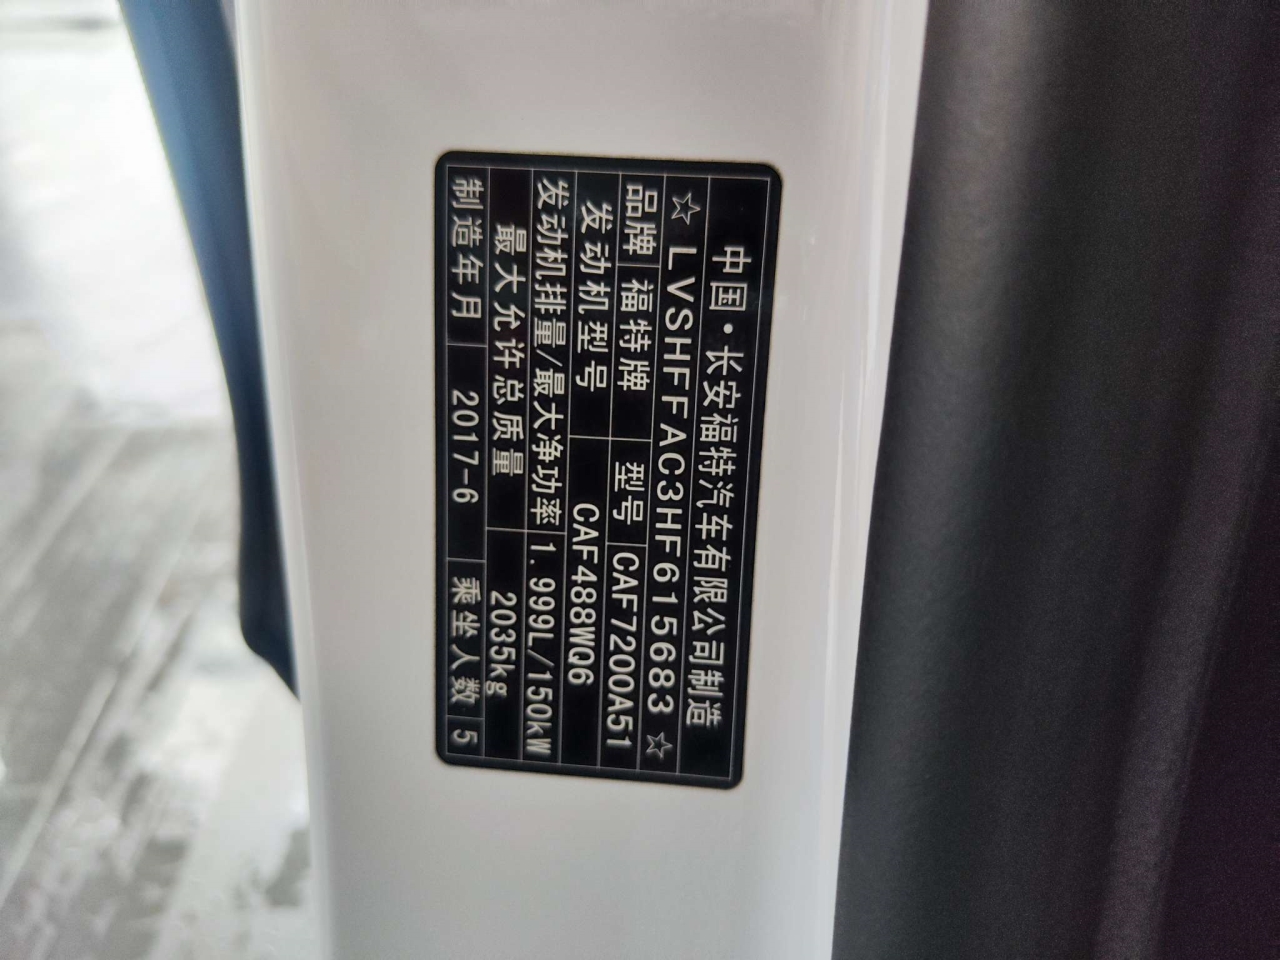 中国·长安福特汽车有限公司制造
☆LVSHFFAC3HF615683☆
品牌 福特牌 型号 CAF7200A51
发动机型号 CAF488WQ6
发动机排量/最大净功率 1.999L/150kW
最大允许总质量 2035kg
制造年月 2017-6 乘坐人数 5